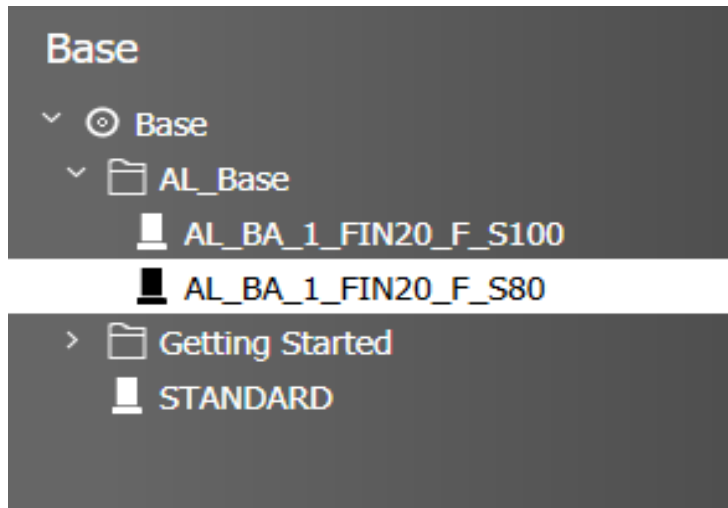 Base
Base
AL_Base
AL_BA_1_FIN20_F_S100
AL_BA_1_FIN20_F_S80
Getting Started
STANDARD